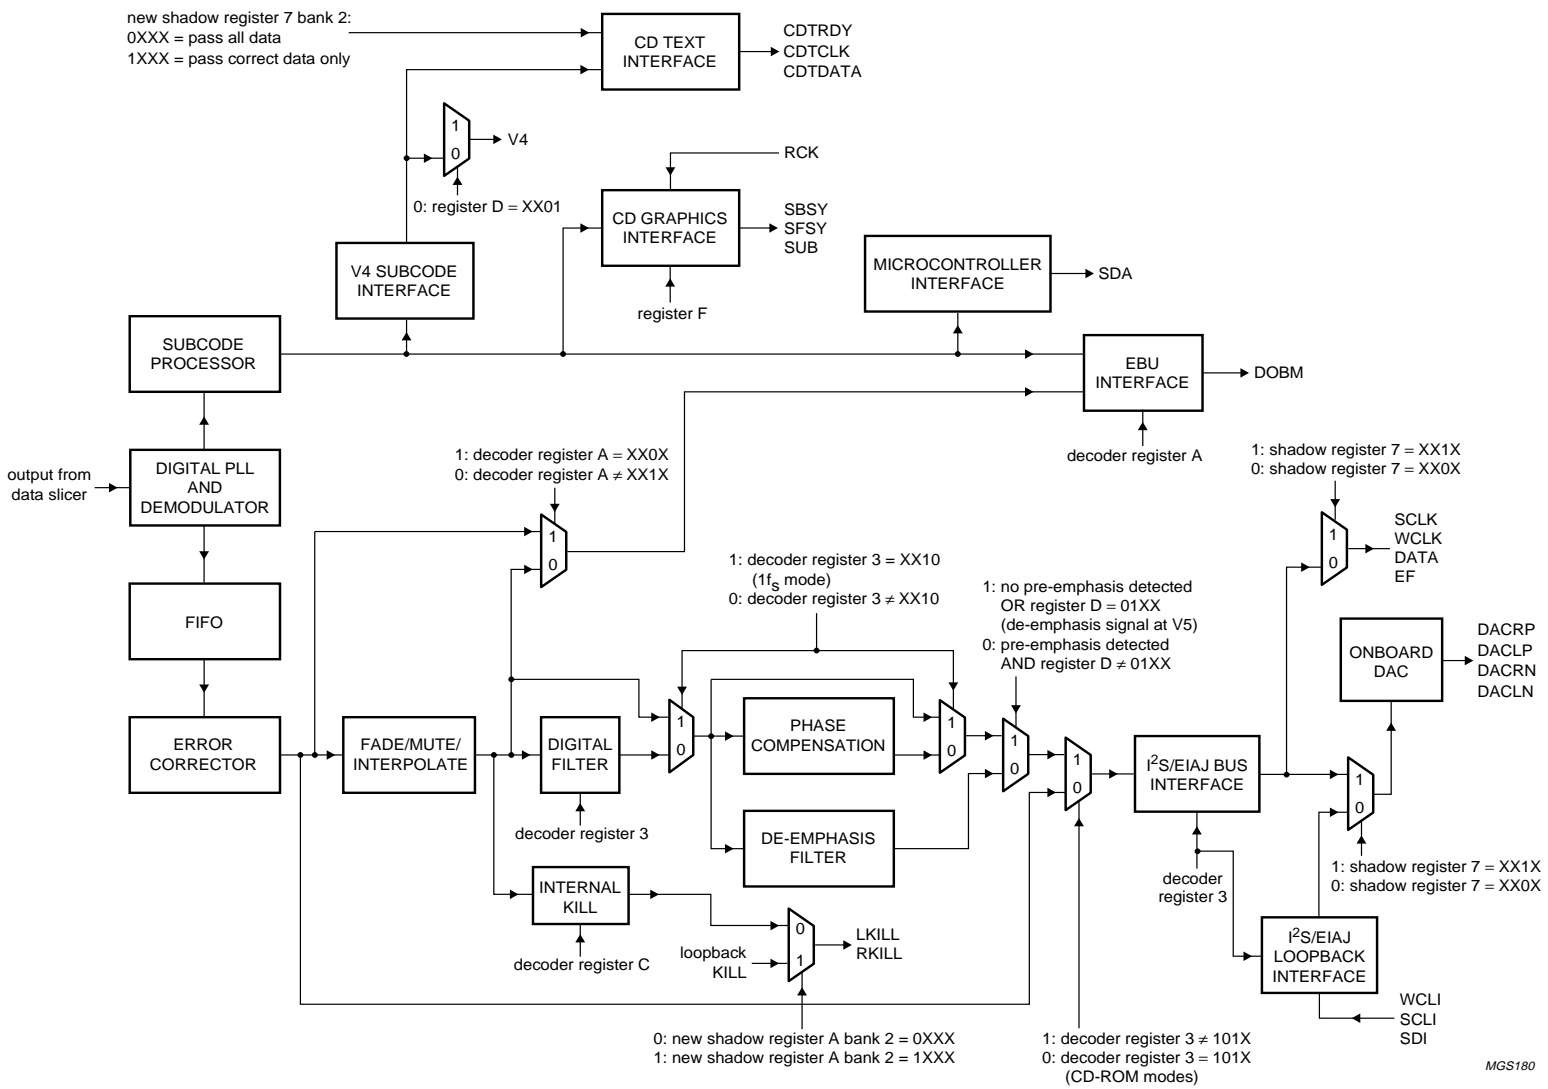 new shadow register 7 bank 2:
0XXX = pass all data
1XXX = pass correct data only
CD TEXT
INTERFACE
CDTRDY
CDTCLK
CDTDATA
1
0
V4
0: register D = XX01
RCK
CD GRAPHICS
INTERFACE
SBSY
SFSY
SUB
register F
V4 SUBCODE
INTERFACE
MICROCONTROLLER
INTERFACE
SDA
SUBCODE
PROCESSOR
EBU
INTERFACE
DOBM
decoder register A
output from
data slicer
DIGITAL PLL
AND
DEMODULATOR
1: decoder register A = XX0X
0: decoder register A ≠ XX1X
1
0
1: shadow register 7 = XX1X
0: shadow register 7 = XX0X
1
0
SCLK
WCLK
DATA
EF
FIFO
1: decoder register 3 = XX10
(1fs mode)
0: decoder register 3 ≠ XX10
1: no pre-emphasis detected
OR register D = 01XX
(de-emphasis signal at V5)
0: pre-emphasis detected
AND register D ≠ 01XX
ONBOARD
DAC
DACRP
DACLP
DACRN
DACLN
ERROR
CORRECTOR
FADE/MUTE/
INTERPOLATE
DIGITAL
FILTER
decoder register 3
1
0
PHASE
COMPENSATION
1
0
1
0
1
0
I2S/EIAJ BUS
INTERFACE
1
0
DE-EMPHASIS
FILTER
decoder
register 3
1: shadow register 7 = XX1X
0: shadow register 7 = XX0X
INTERNAL
KILL
decoder register C
loopback
KILL
0
1
LKILL
RKILL
I2S/EIAJ
LOOPBACK
INTERFACE
WCLI
SCLI
SDI
0: new shadow register A bank 2 = 0XXX
1: new shadow register A bank 2 = 1XXX
1: decoder register 3 ≠ 101X
0: decoder register 3 = 101X
(CD-ROM modes)
MGS180